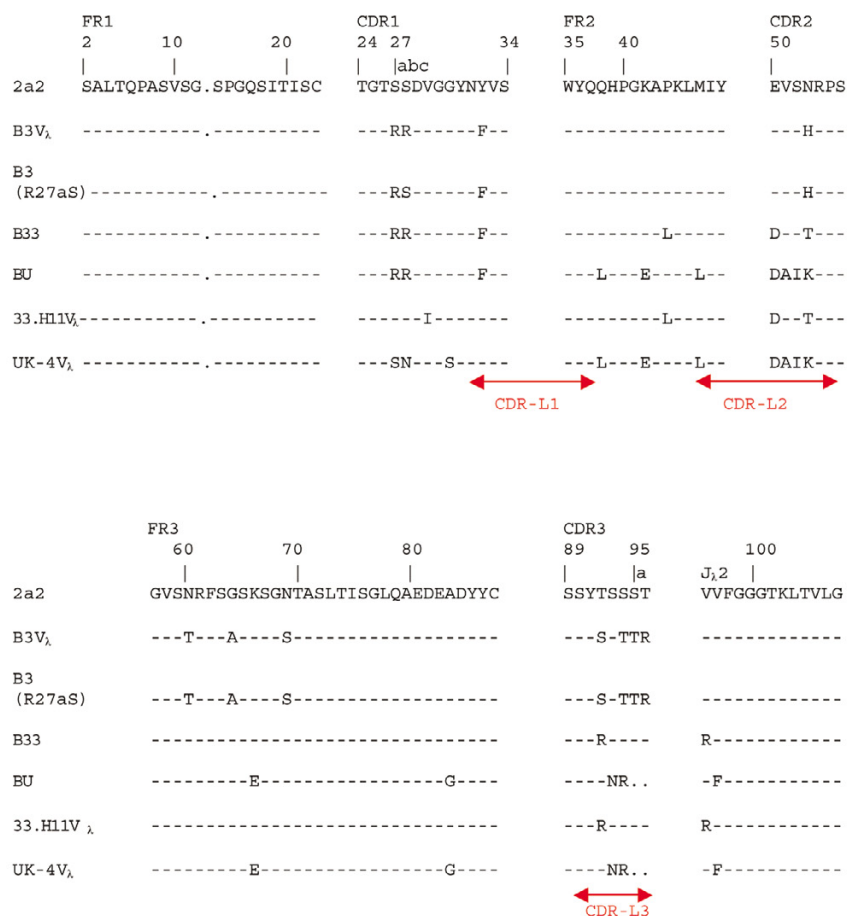 FR1 CDR1 FR2 CDR2
2 10 20 24 27 34 35 40 50
| | | | |abc | | | |
2a2 SALTQPASVSG.SPGQSITISC TGTSSDVGGYNYVS WYQQHPGKAPKLMIY EVSNRPS
B3Vλ -----------.---------- ---RR------F-- --------------- ---H---
B3
(R27aS) -----------.---------- ---RS------F-- --------------- ---H---
B33 -----------.---------- ---RR------F-- ---------L----- D--T---
BU -----------.---------- ---RR------F-- ---L---E----L-- DAIK---
33.H11Vλ -----------.---------- ------I------- ---------L----- D--T---
UK-4Vλ -----------.---------- ---SN---S----- ---L---E----L-- DAIK---
CDR-L1 CDR-L2
FR3 CDR3
60 70 80 89 95 100
| | | | |a Jλ2 |
2a2 GVSNRFSGSKSGNTASLTISGLQAEDEADYYC SSYTSSST VVFGGGTKLTVLG
B3Vλ ---T---A----S------------------- ---S-TTR -------------
B3
(R27aS) ---T---A----S------------------- ---S-TTR -------------
B33 -------------------------------- ---R---- R------------
BU ---------E----------------G----- ----NR.. -F-----------
33.H11Vλ -------------------------------- ---R---- R------------
UK-4Vλ ---------E----------------G----- ----NR.. -F-----------
CDR-L3